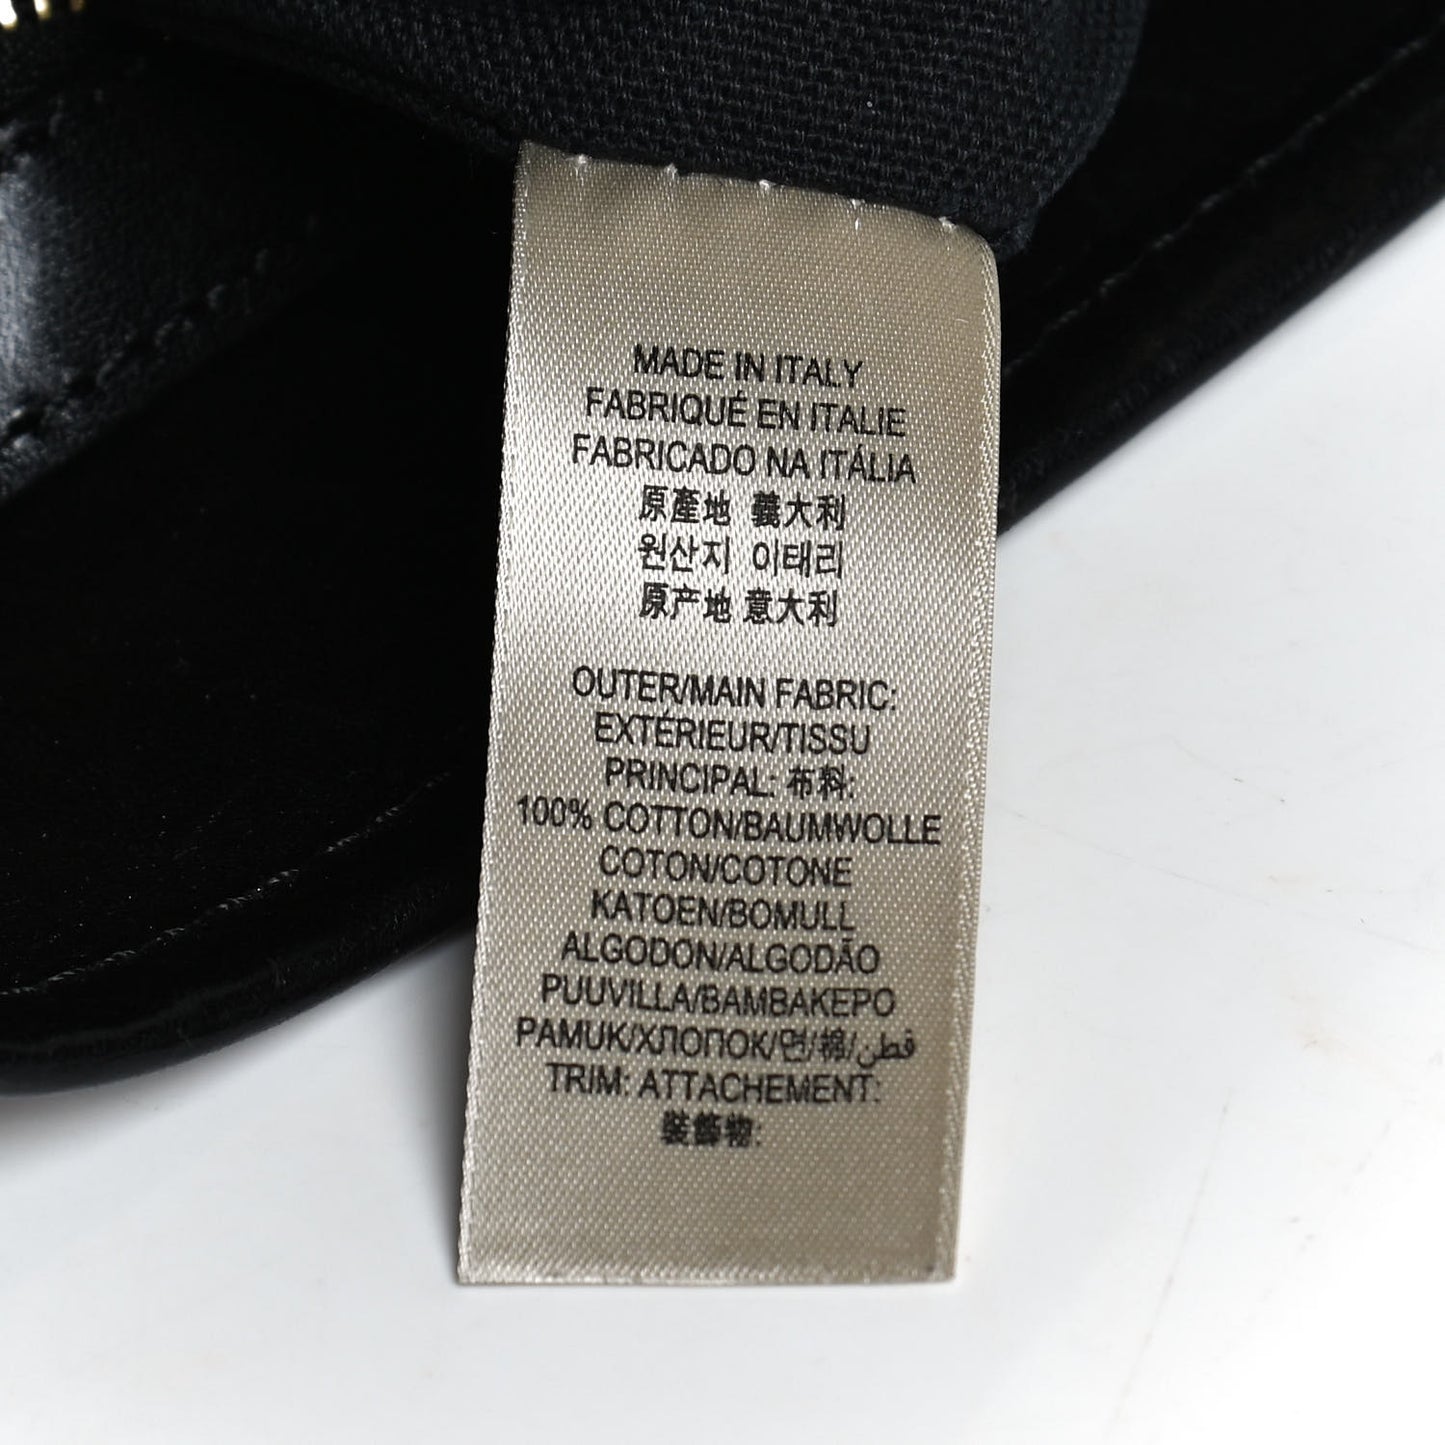 MADE IN ITALY
FABRIQUÉ EN ITALIE
FABRICADO NA ITÁLIA
原產地 義大利
원산지 이태리
原产地 意大利
OUTER/MAIN FABRIC:
EXTÉRIEUR/TISSU
PRINCIPAL: 布料:
100% COTTON/BAUMWOLLE
COTON/COTONE
KATOEN/BOMULL
ALGODON/ALGODÃO
PUUVILLA/BAMBAKEPO
PAMUK/ХЛОПОК/면/棉/قطن
TRIM: ATTACHEMENT:
裝飾物: